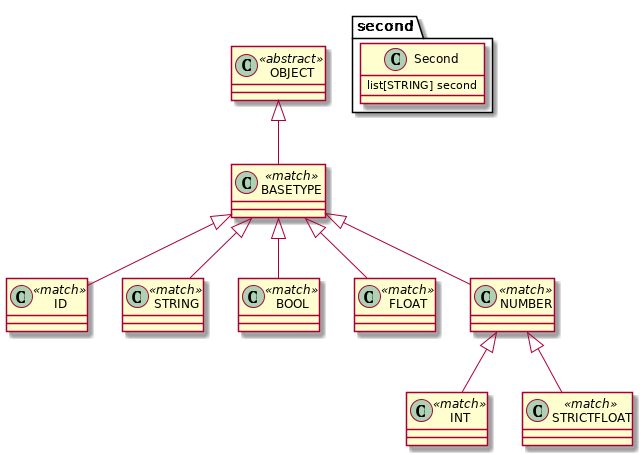 second
C Second
list[STRING] second
C «abstract»
OBJECT
C «match»
BASETYPE
C «match»
ID
C «match»
STRING
C «match»
BOOL
C «match»
FLOAT
C «match»
NUMBER
C «match»
INT
C «match»
STRICTFLOAT